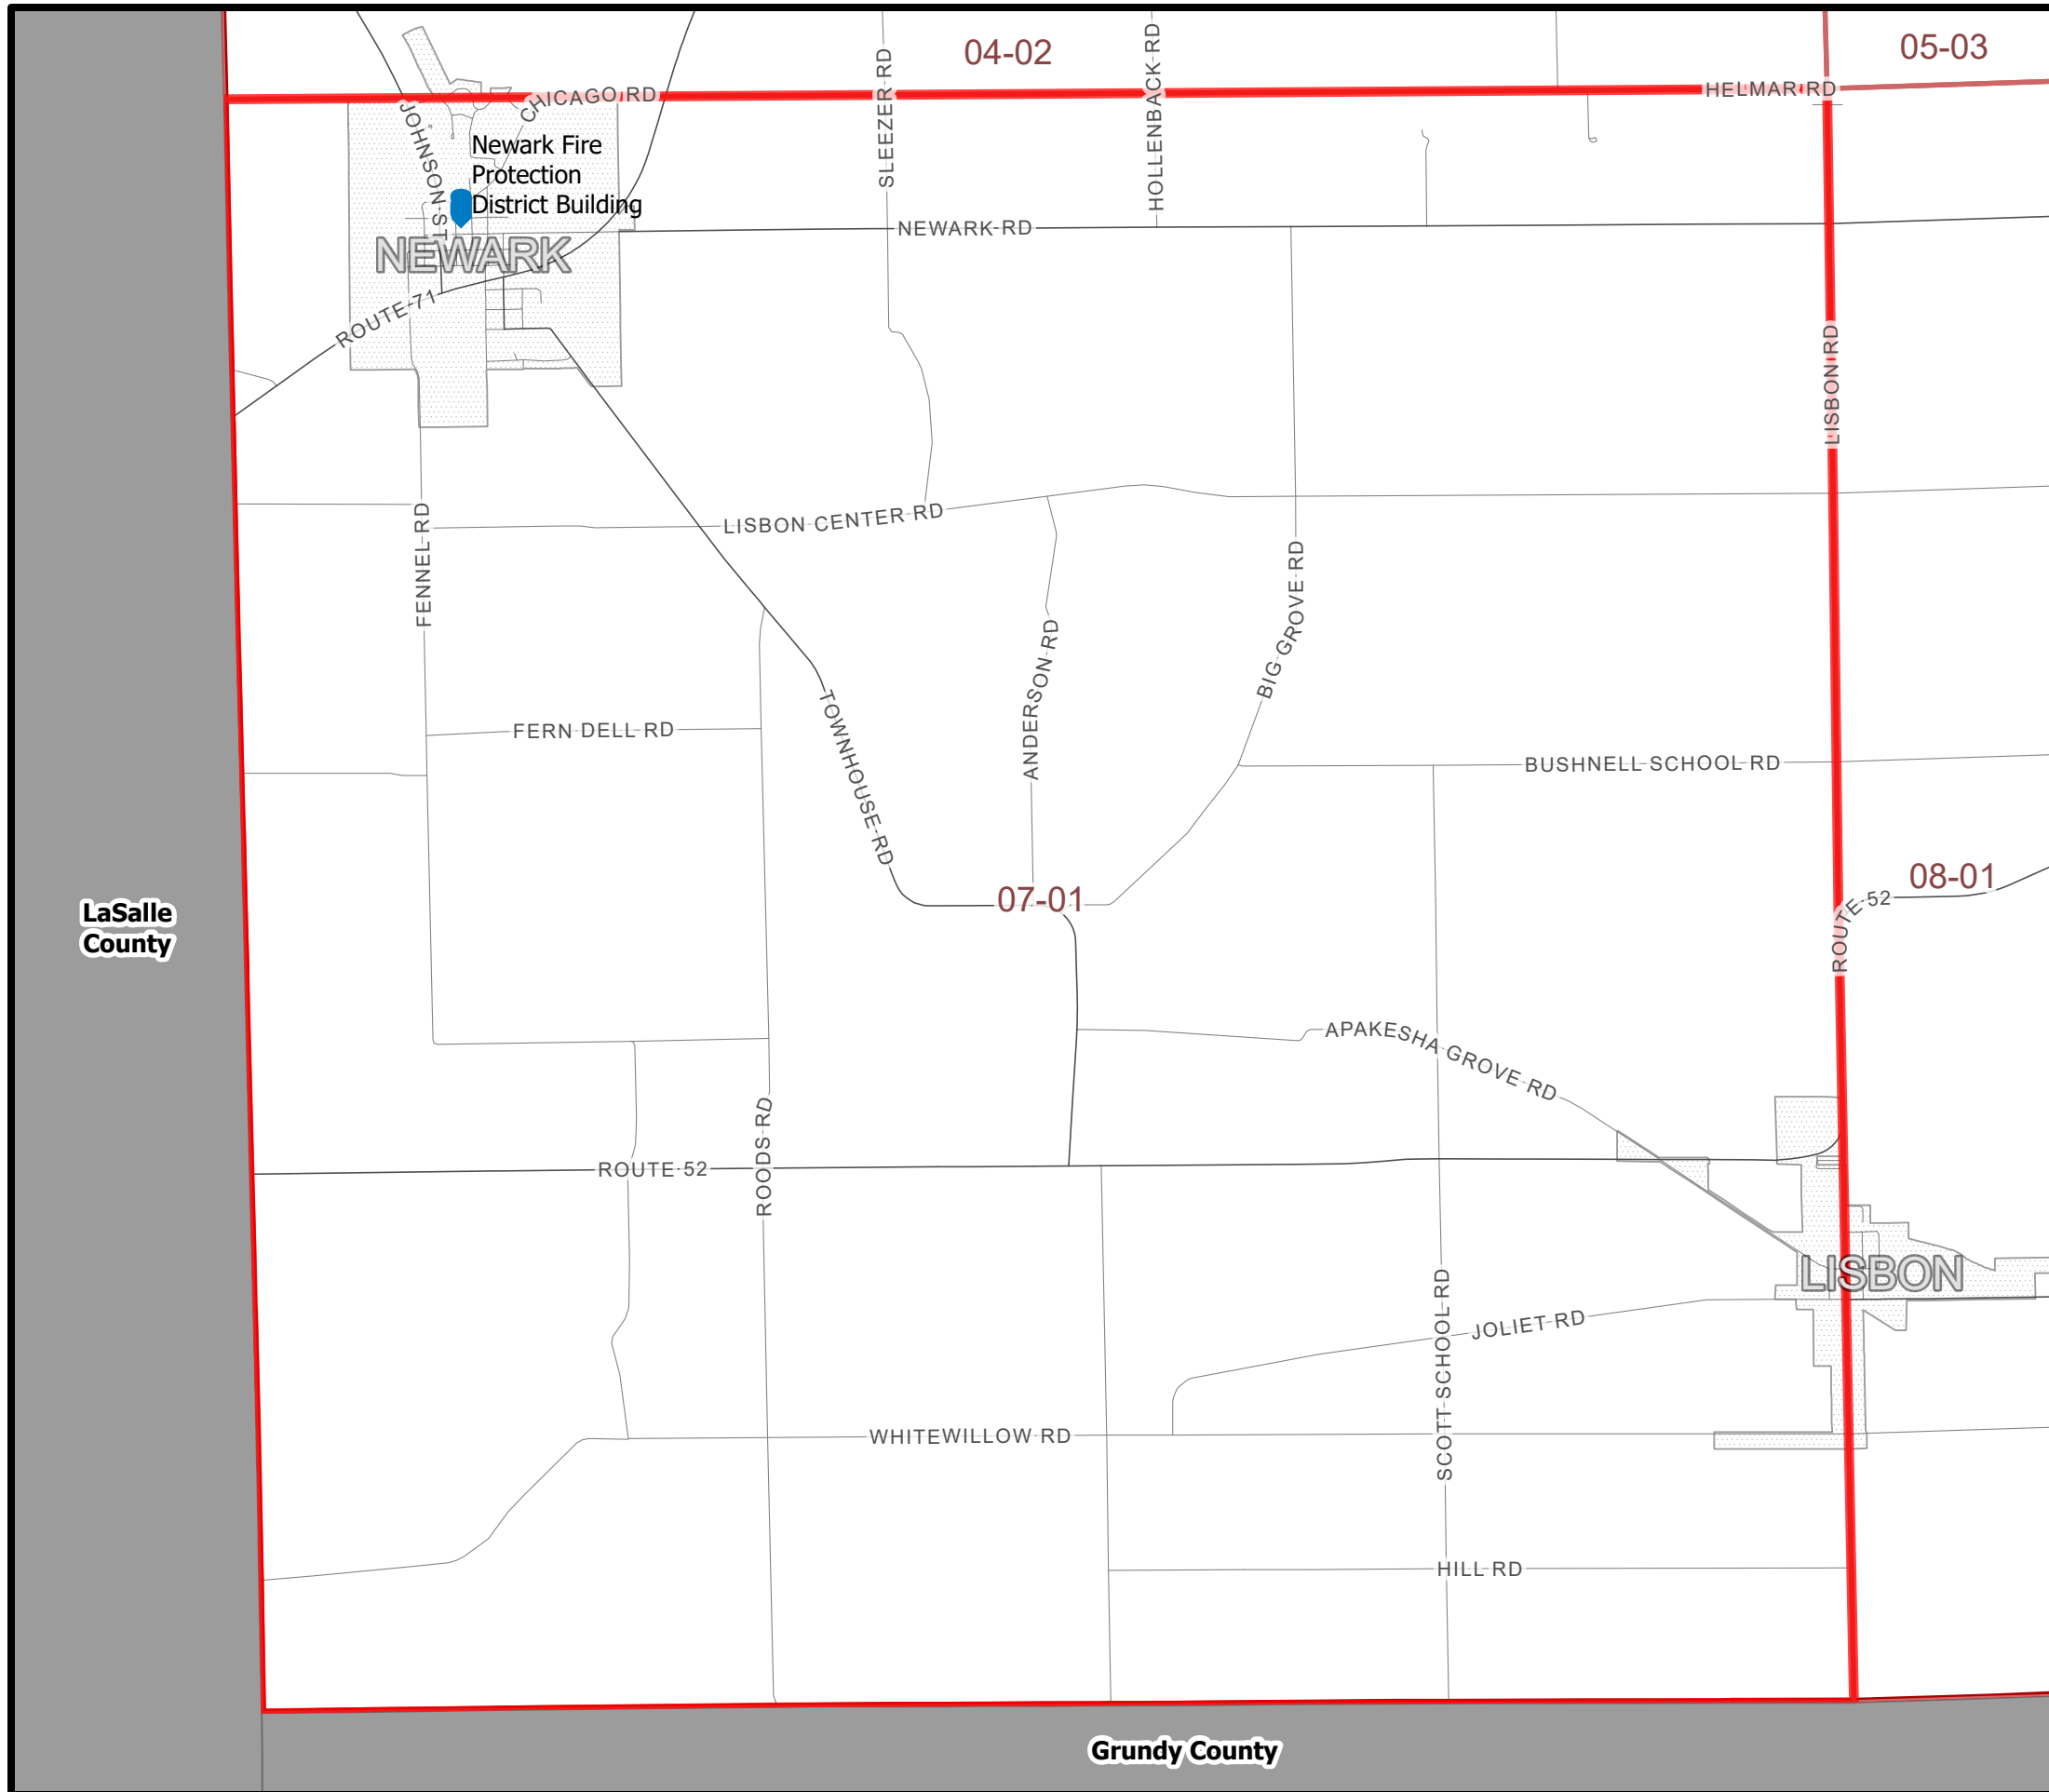 04-02
05-03
SLEEZER RD
HOLLENBACK RD
HELMAR RD
CHICAGO RD
JOHNSON ST
Newark Fire
Protection
District Building
NEWARK RD
NEWARK
ROUTE 71
LISBON RD
LISBON CENTER RD
FENNEL RD
BIG GROVE RD
ANDERSON RD
FERN DELL RD
TOWNHOUSE RD
BUSHNELL SCHOOL RD
07-01
08-01
ROUTE 52
LaSalle
County
APAKESHA GROVE RD
ROODS RD
ROUTE 52
LISBON
SCOTT SCHOOL RD
JOLIET RD
WHITEWILLOW RD
HILL RD
Grundy County